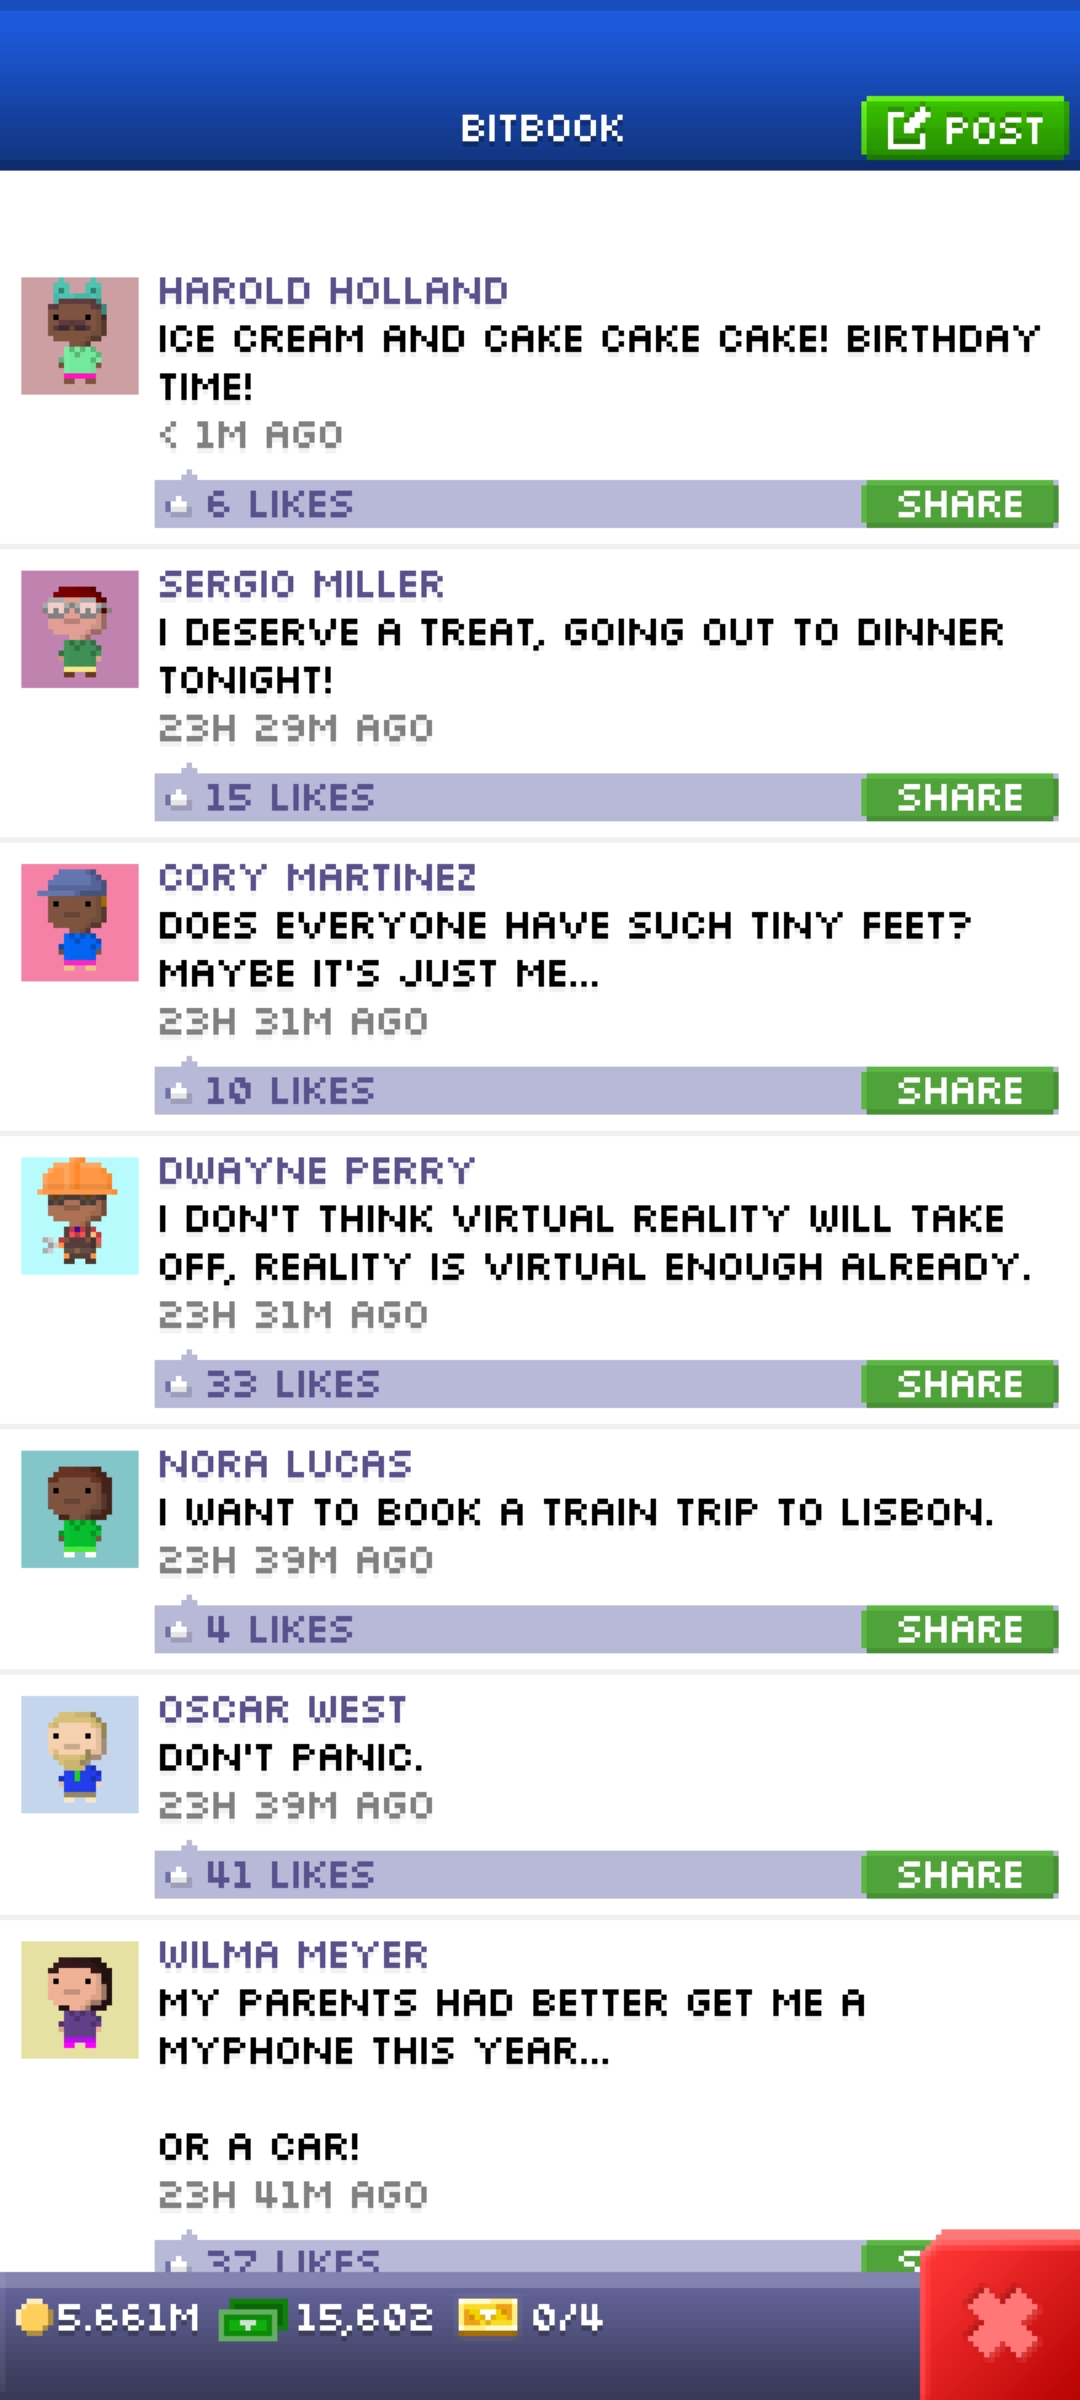 BITBOOK
POST
HAROLD HOLLAND
ICE CREAM AND CAKE CAKE CAKE! BIRTHDAY
TIME!
< 1M AGO
6 LIKES
SHARE
SERGIO MILLER
I DESERVE A TREAT, GOING OUT TO DINNER
TONIGHT!
23H 29M AGO
15 LIKES
SHARE
CORY MARTINEZ
DOES EVERYONE HAVE SUCH TINY FEET?
MAYBE IT'S JUST ME...
23H 31M AGO
10 LIKES
SHARE
DWAYNE PERRY
I DON'T THINK VIRTUAL REALITY WILL TAKE
OFF, REALITY IS VIRTUAL ENOUGH ALREADY.
23H 31M AGO
33 LIKES
SHARE
NORA LUCAS
I WANT TO BOOK A TRAIN TRIP TO LISBON.
23H 39M AGO
4 LIKES
SHARE
OSCAR WEST
DON'T PANIC.
23H 39M AGO
41 LIKES
SHARE
WILMA MEYER
MY PARENTS HAD BETTER GET ME A
MYPHONE THIS YEAR...
OR A CAR!
23H 41M AGO
37 LIKES
5.661M 15,602 0/4